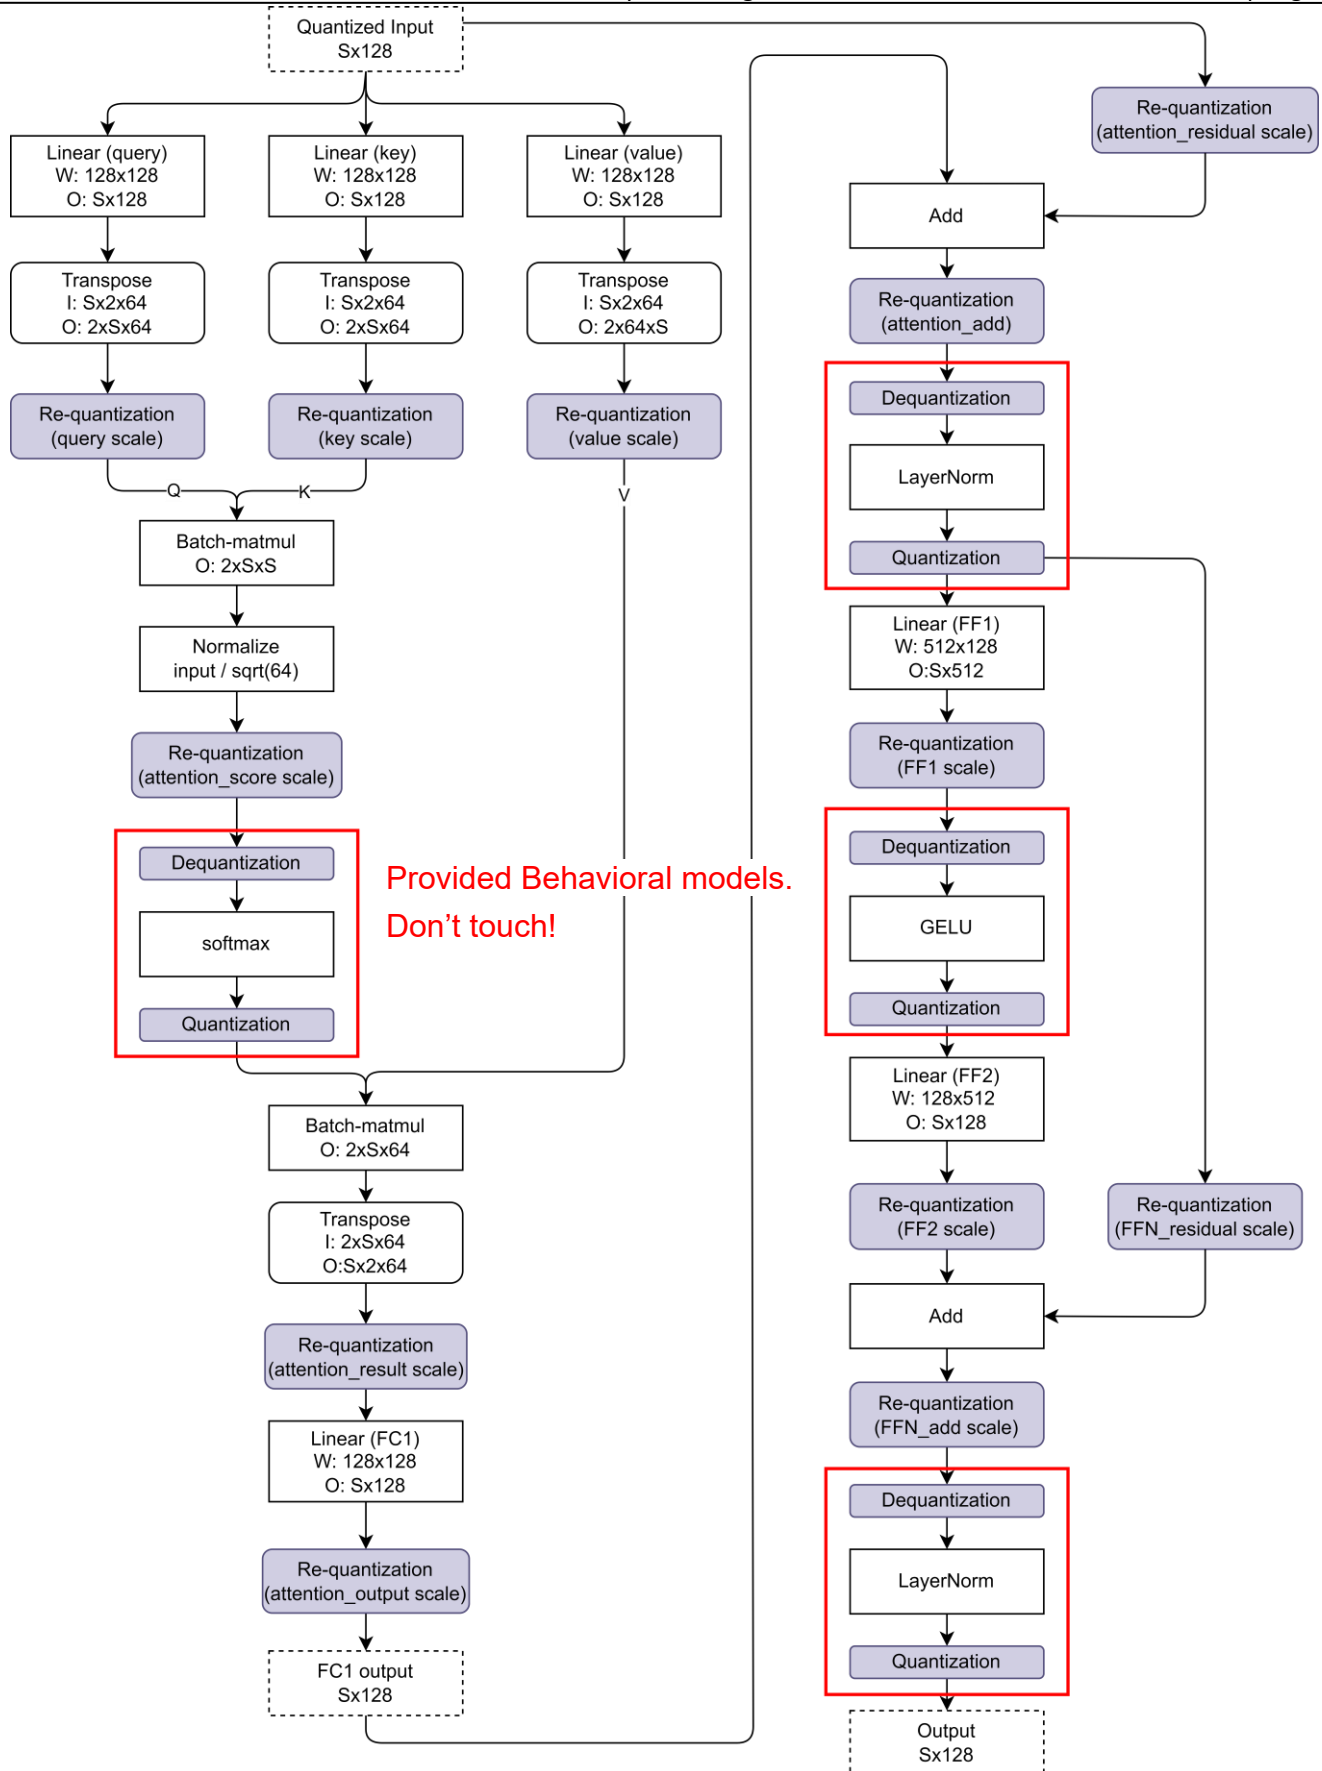 Quantized Input
Sx128
Linear (query)
W: 128x128
O: Sx128
Linear (key)
W: 128x128
O: Sx128
Linear (value)
W: 128x128
O: Sx128
Transpose
I: Sx2x64
O: 2xSx64
Transpose
I: Sx2x64
O: 2xSx64
Transpose
I: Sx2x64
O: 2x64xS
Re-quantization
(query scale)
Re-quantization
(key scale)
Re-quantization
(value scale)
Q
K
V
Batch-matmul
O: 2xSxS
Normalize
input / sqrt(64)
Re-quantization
(attention_score scale)
Dequantization
softmax
Quantization
Provided Behavioral models.
Don't touch!
Batch-matmul
O: 2xSx64
Transpose
I: 2xSx64
O:Sx2x64
Re-quantization
(attention_result scale)
Linear (FC1)
W: 128x128
O: Sx128
Re-quantization
(attention_output scale)
FC1 output
Sx128
Re-quantization
(attention_residual scale)
Add
Re-quantization
(attention_add)
Dequantization
LayerNorm
Quantization
Linear (FF1)
W: 512x128
O:Sx512
Re-quantization
(FF1 scale)
Dequantization
GELU
Quantization
Linear (FF2)
W: 128x512
O: Sx128
Re-quantization
(FF2 scale)
Re-quantization
(FFN_residual scale)
Add
Re-quantization
(FFN_add scale)
Dequantization
LayerNorm
Quantization
Output
Sx128